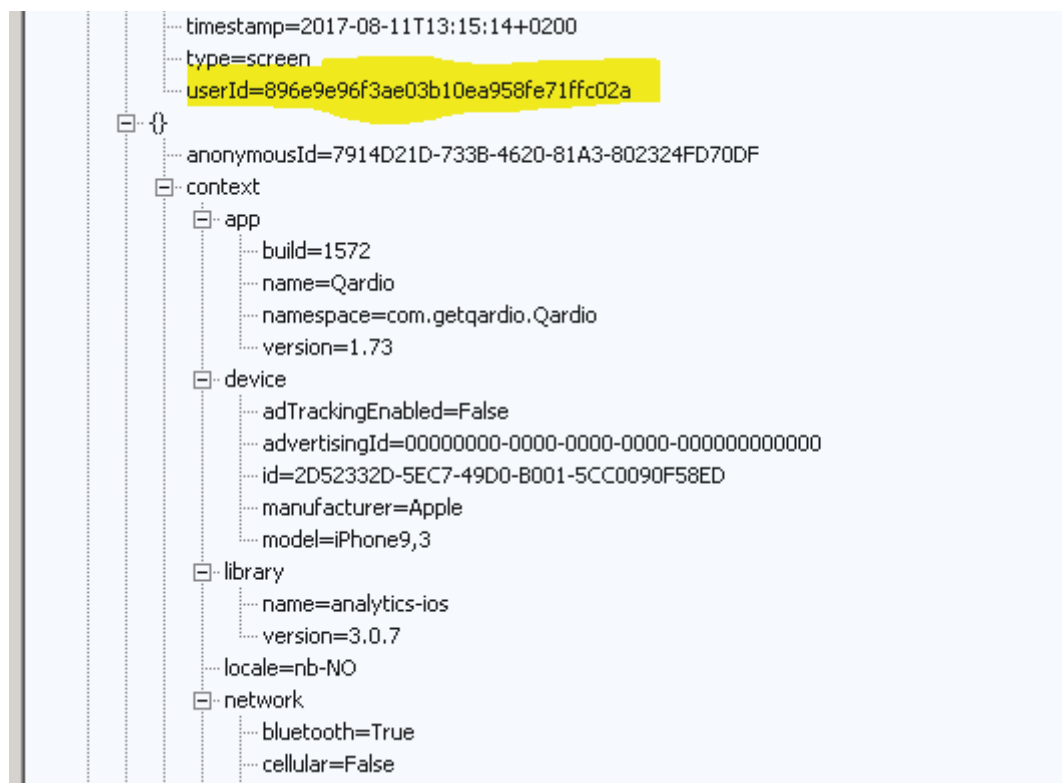 timestamp=2017-08-11T13:15:14+0200
type=screen
userId=896e9e96f3ae03b10ea958fe71ffc02a
{}
anonymousId=7914D21D-733B-4620-81A3-802324FD70DF
context
app
build=1572
name=Qardio
namespace=com.getqardio.Qardio
version=1.73
device
adTrackingEnabled=False
advertisingId=00000000-0000-0000-0000-000000000000
id=2D52332D-5EC7-49D0-B001-5CC0090F58ED
manufacturer=Apple
model=iPhone9,3
library
name=analytics-ios
version=3.0.7
locale=nb-NO
network
bluetooth=True
cellular=False